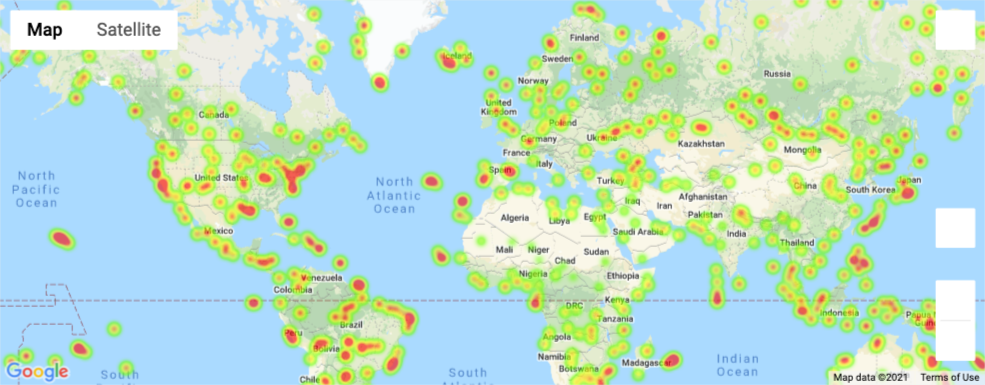 Map Satellite
Finland
Iceland
Sweden
Russia
Norway
Canada
United
Kingdom
Poland
Germany
Ukraine
France
Kazakhstan
Mongolia
Italy
Spain
United States
Turkey
China
South Korea
Japan
North
Pacific
Ocean
North
Atlantic
Ocean
Iraq
Iran
Afghanistan
Pakistan
Algeria
Libya
Egypt
Saudi Arabia
Mexico
India
Thailand
Mali
Niger
Chad
Sudan
Nigeria
Ethiopia
Venezuela
Colombia
Kenya
DRC
Tanzania
Indonesia
Brazil
Peru
Bolivia
Angola
Namibia
Botswana
Madagascar
Indian
Ocean
South
South
Chile
Google
Map data ©2021 Terms of Use